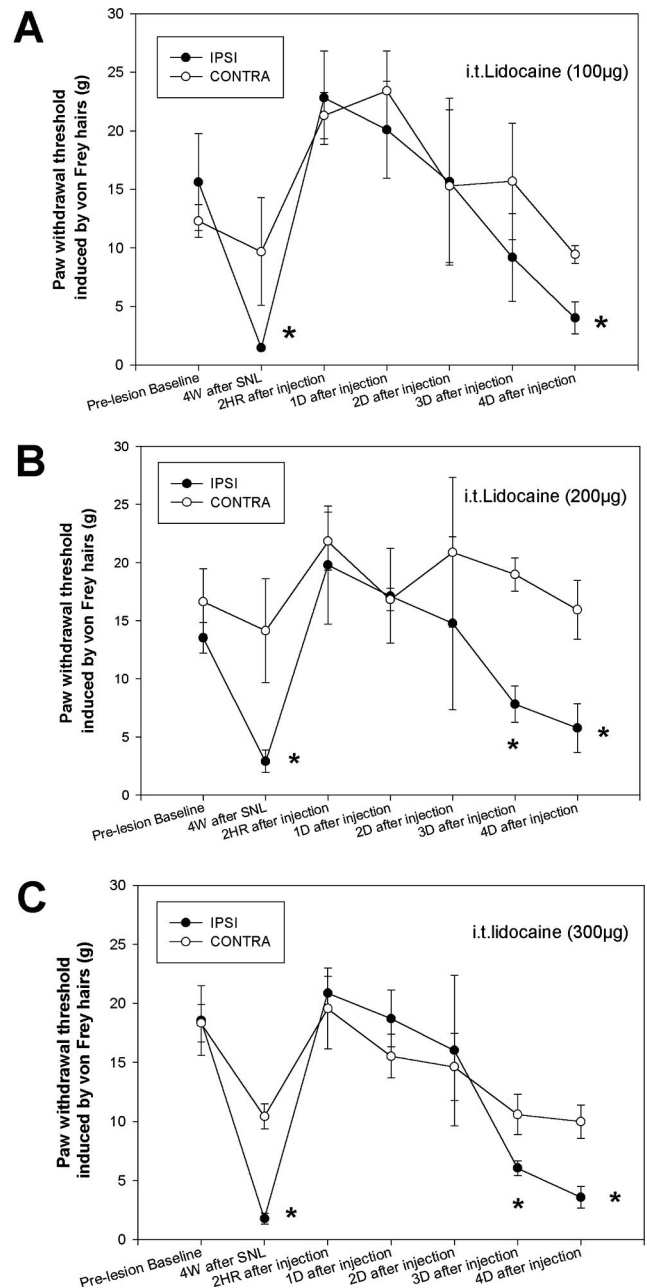 A
30
25
20
15
10
5
0
Paw withdrawal threshold
induced by von Frey hairs (g)
IPSI
CONTRA
i.t.Lidocaine (100µg)
*
*
Pre-lesion Baseline
4W after SNL
2HR after injection
1D after injection
2D after injection
3D after injection
4D after injection
B
30
25
20
15
10
5
0
Paw withdrawal threshold
induced by von Frey hairs (g)
IPSI
CONTRA
i.t.Lidocaine (200µg)
*
*
*
Pre-lesion Baseline
4W after SNL
2HR after injection
1D after injection
2D after injection
3D after injection
4D after injection
C
30
25
20
15
10
5
0
Paw withdrawal threshold
induced by von Frey hairs (g)
IPSI
CONTRA
i.t.lidocaine (300µg)
*
*
*
Pre-lesion Baseline
4W after SNL
2HR after injection
1D after injection
2D after injection
3D after injection
4D after injection